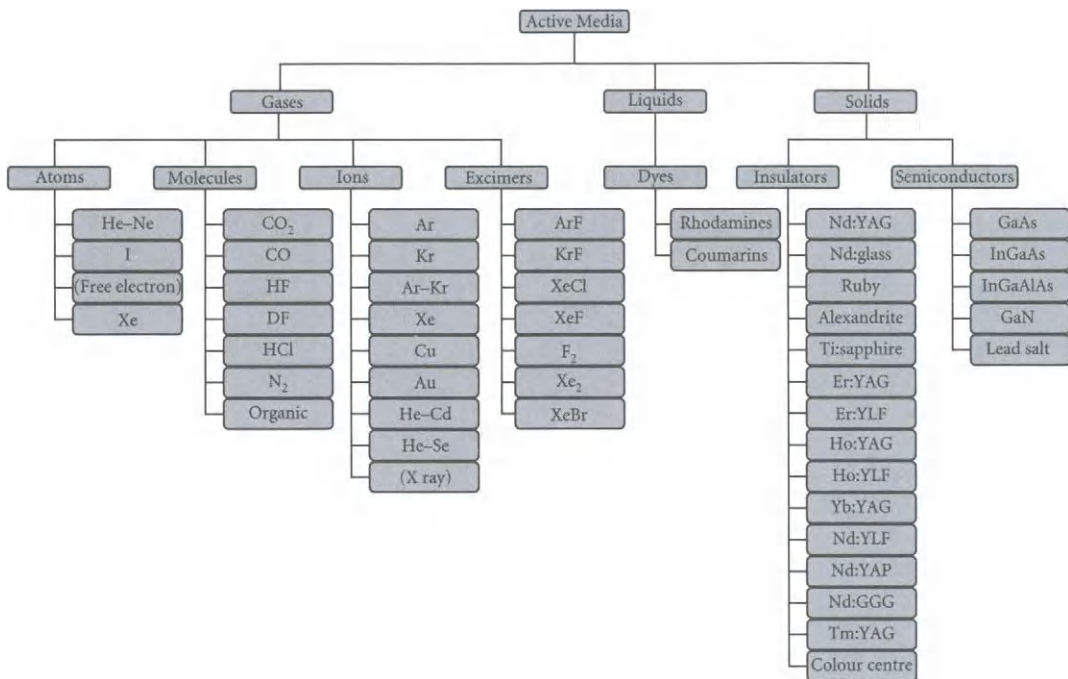 Active Media
Gases
Liquids
Solids
Atoms
Molecules
Ions
Excimers
Dyes
Insulators
Semiconductors
He–Ne
I
(Free electron)
Xe
CO₂
CO
HF
DF
HCl
N₂
Organic
Ar
Kr
Ar–Kr
Xe
Cu
Au
He–Cd
He–Se
(X ray)
ArF
KrF
XeCl
XeF
F₂
Xe₂
XeBr
Rhodamines
Coumarins
Nd:YAG
Nd:glass
Ruby
Alexandrite
Ti:sapphire
Er:YAG
Er:YLF
Ho:YAG
Ho:YLF
Yb:YAG
Nd:YLF
Nd:YAP
Nd:GGG
Tm:YAG
Colour centre
GaAs
InGaAs
InGaAlAs
GaN
Lead salt